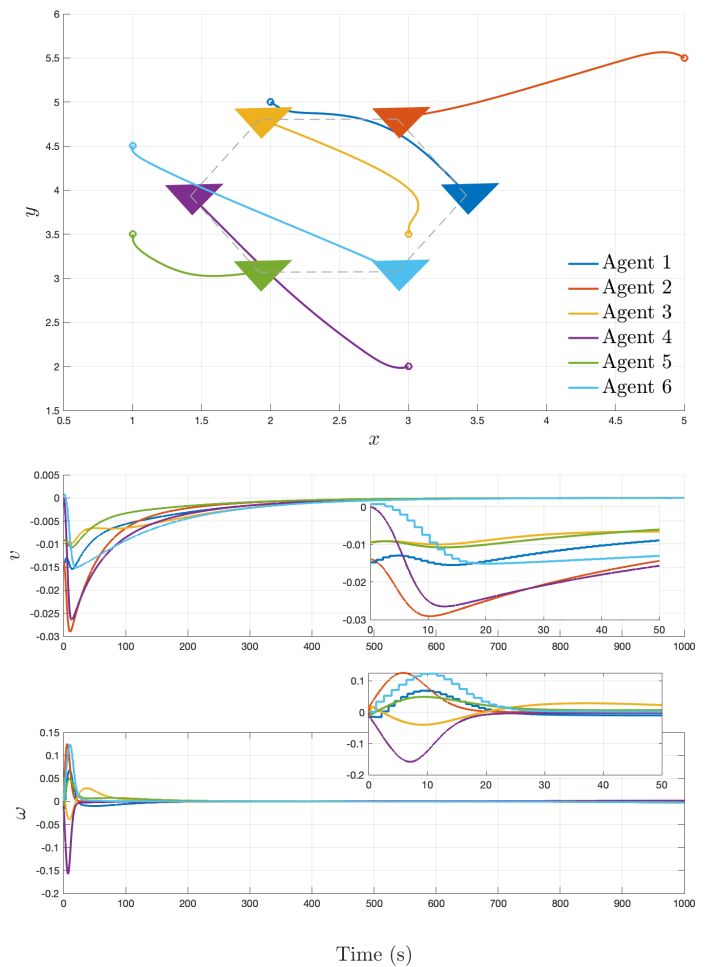 6
5.5
5
4.5
4
3.5
3
2.5
2
1.5
y
0.5 1 1.5 2 2.5 3 3.5 4 4.5 5
x
Agent 1
Agent 2
Agent 3
Agent 4
Agent 5
Agent 6
0.005
0
-0.005
-0.01
-0.015
-0.02
-0.025
-0.03
v
0 100 200 300 400 500 600 700 800 900 1000
0
-0.01
-0.02
-0.03
0 10 20 30 40 50
0.1
0
-0.1
-0.2
0 10 20 30 40 50
0.15
0.1
0.05
0
-0.05
-0.1
-0.15
-0.2
ω
0 100 200 300 400 500 600 700 800 900 1000
Time (s)